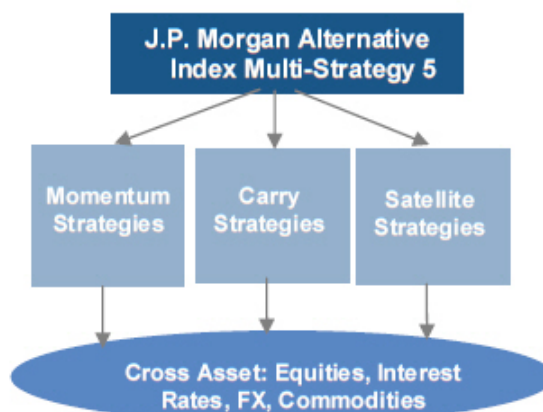 J.P. Morgan Alternative
Index Multi-Strategy 5
Momentum
Strategies
Carry
Strategies
Satellite
Strategies
Cross Asset: Equities, Interest
Rates, FX, Commodities